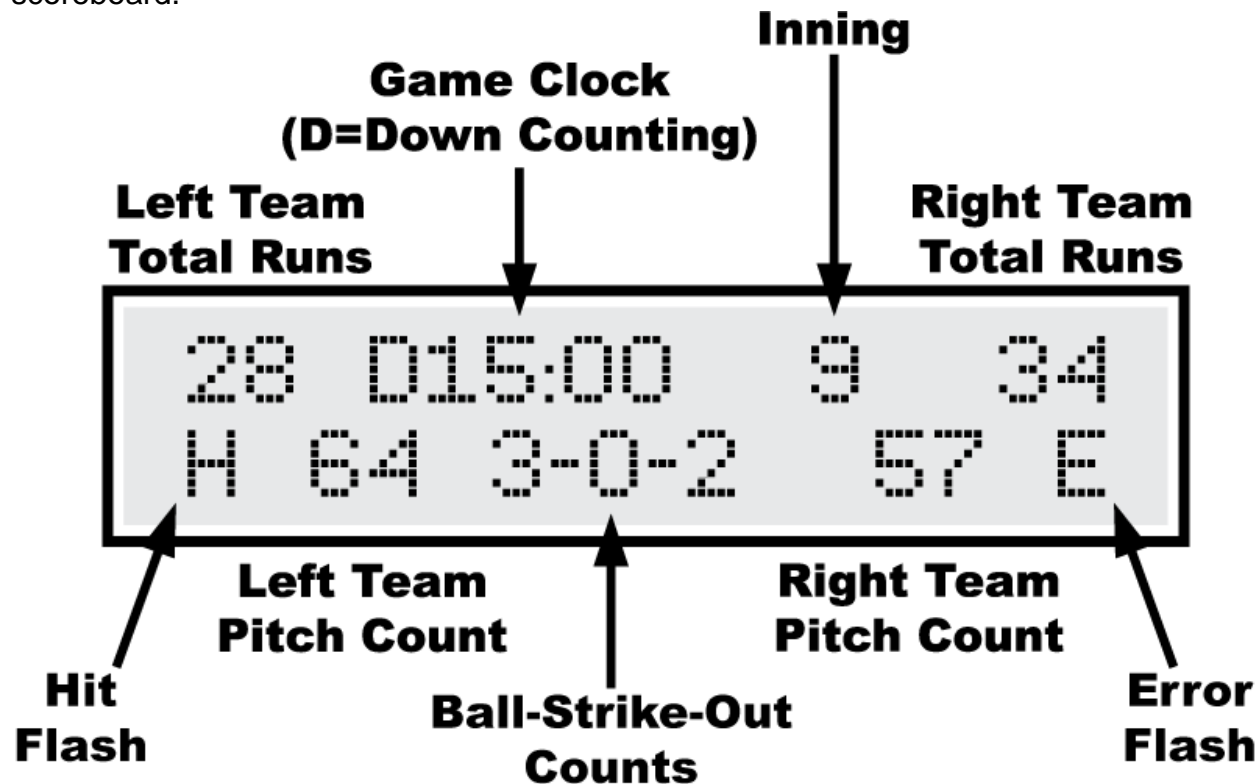 scoreboard.
Inning
Game Clock
(D=Down Counting)
Left Team
Total Runs
Right Team
Total Runs
28 D15:00 9 34
H 64 3-0-2 57 E
Left Team
Pitch Count
Right Team
Pitch Count
Hit
Flash
Ball-Strike-Out
Counts
Error
Flash